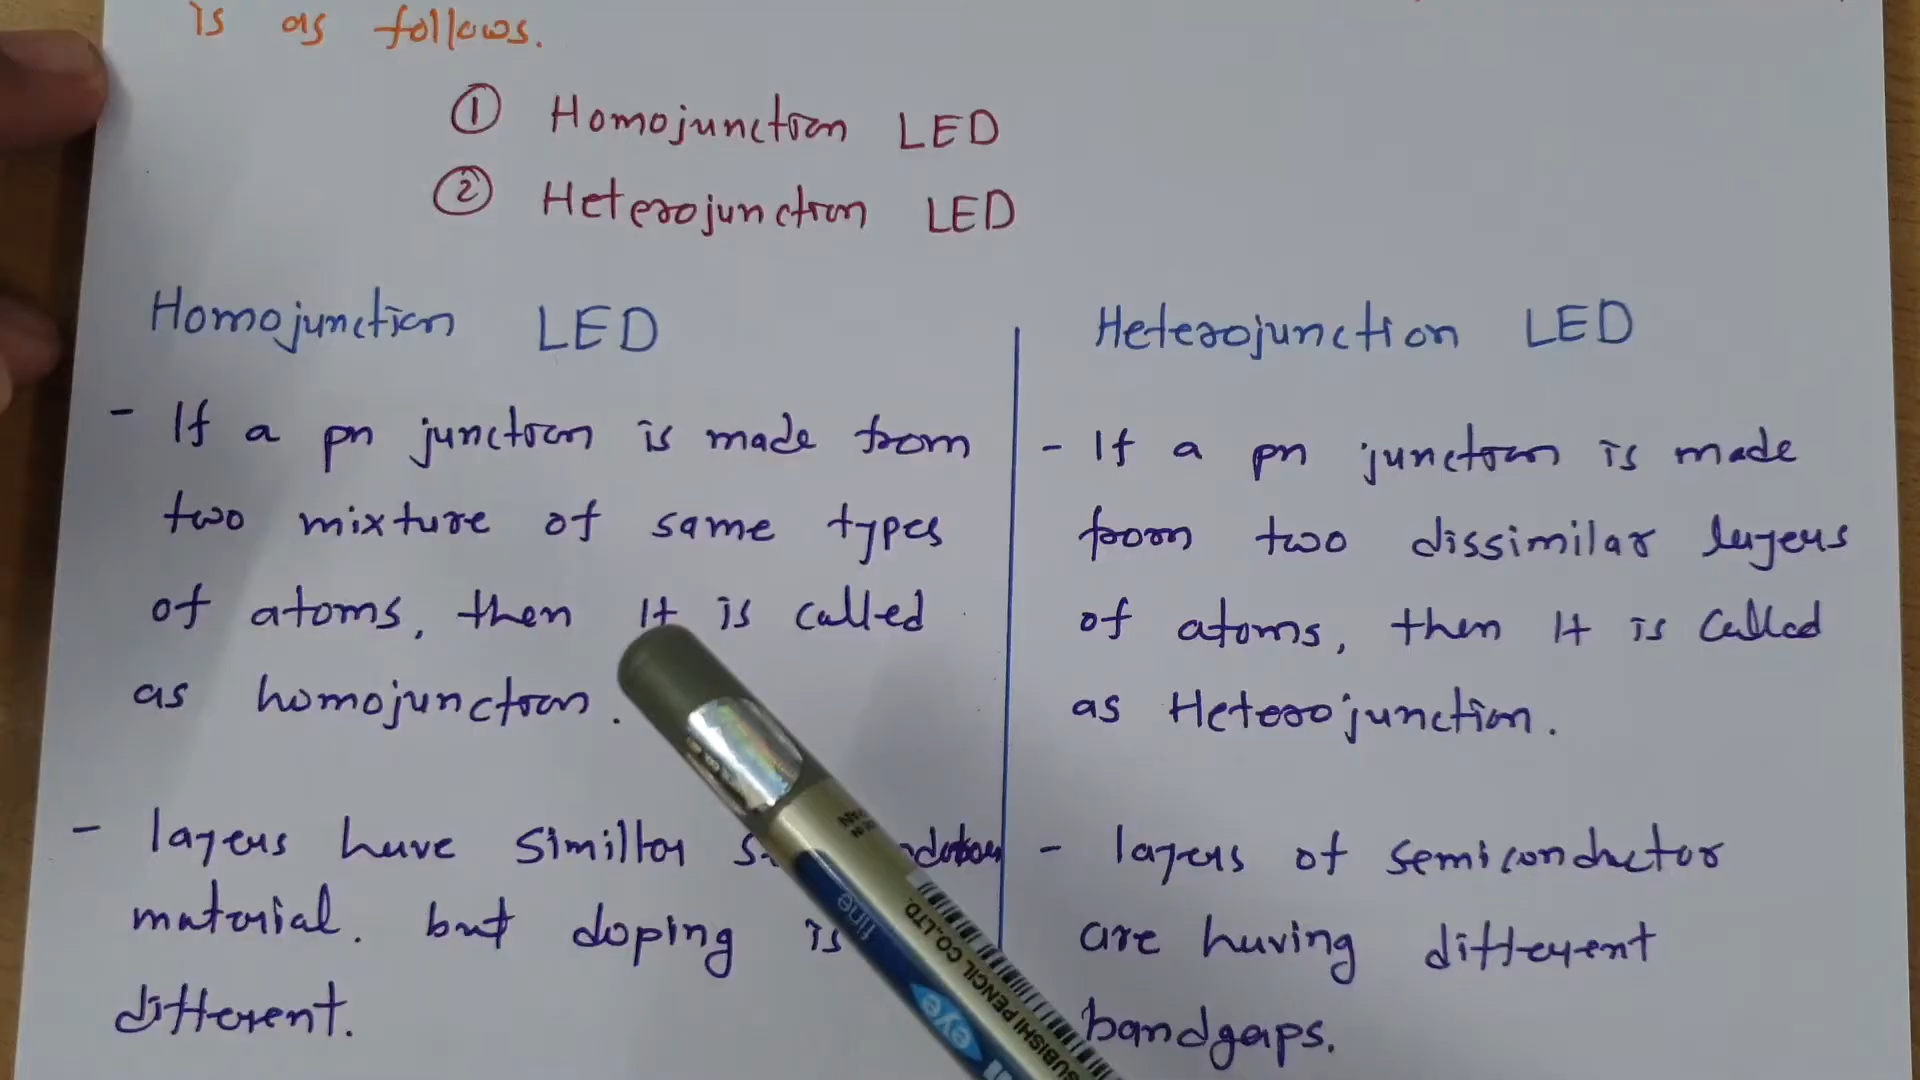 is as follows.
① Homojunction LED
② Heterojunction LED
Homojunction LED
- If a pn junction is made from
two mixture of same types
of atoms, then It is called
as homojunction.
- layers have similtor
material. but doping is
different.
Heterojunction LED
- If a pn junction is made
from two dissimilar layers
of atoms, then It is called
as Heterojunction.
- layers of semiconductor
are having different
bandgaps.
fine
eye
SUBISHI PENCIL CO.,LTD.